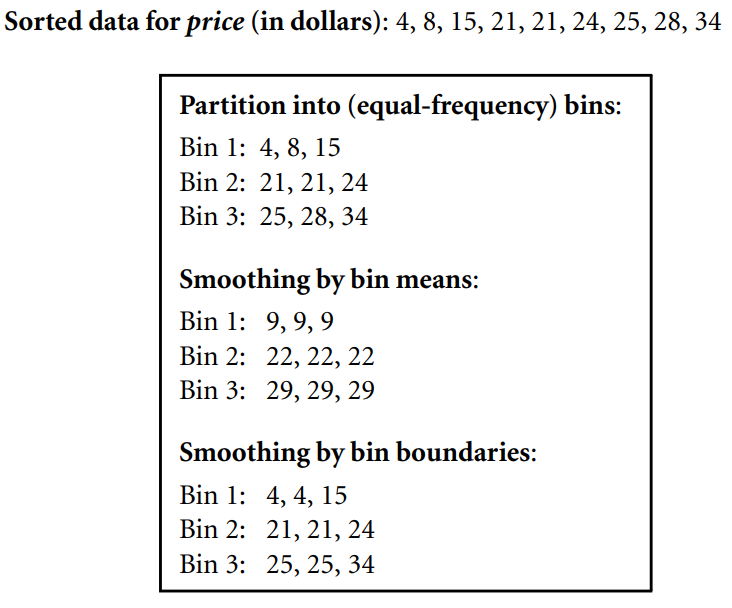 Sorted data for price (in dollars): 4, 8, 15, 21, 21, 24, 25, 28, 34
Partition into (equal-frequency) bins:
Bin 1: 4, 8, 15
Bin 2: 21, 21, 24
Bin 3: 25, 28, 34
Smoothing by bin means:
Bin 1: 9, 9, 9
Bin 2: 22, 22, 22
Bin 3: 29, 29, 29
Smoothing by bin boundaries:
Bin 1: 4, 4, 15
Bin 2: 21, 21, 24
Bin 3: 25, 25, 34